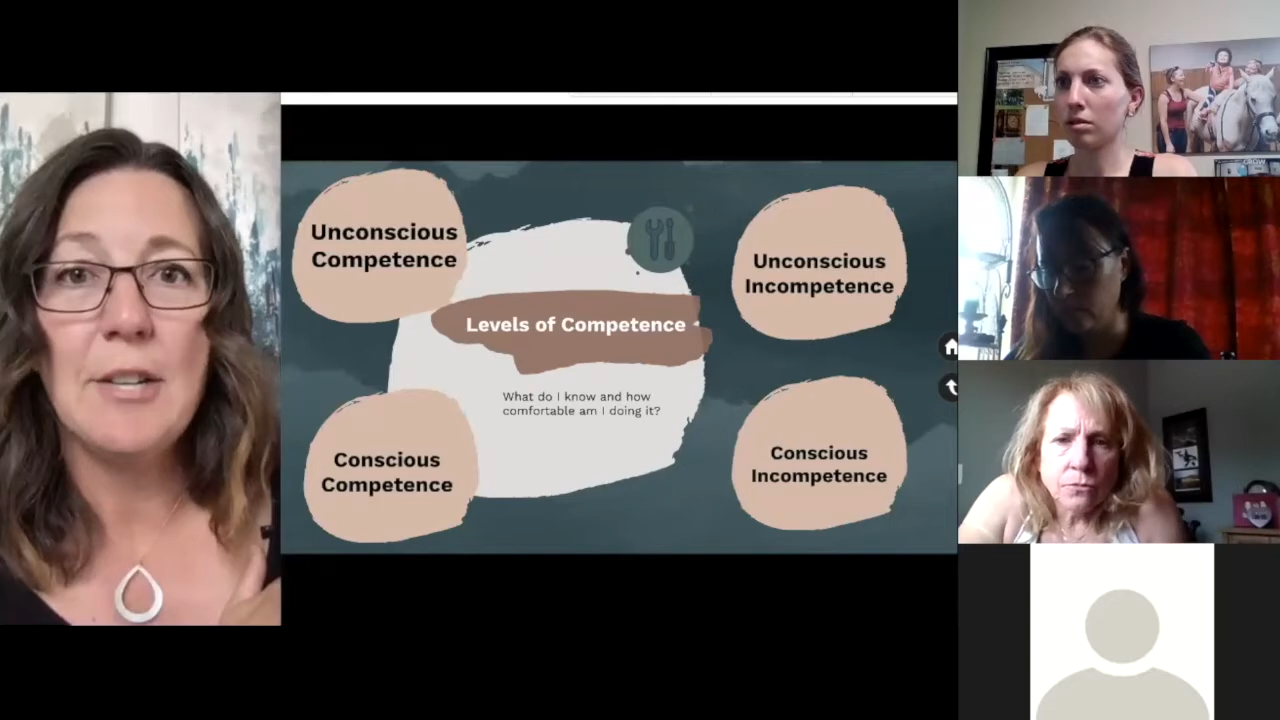 Unconscious
Competence
Unconscious
Incompetence
Levels of Competence
What do I know and how
comfortable am I doing it?
Conscious
Competence
Conscious
Incompetence
GROW